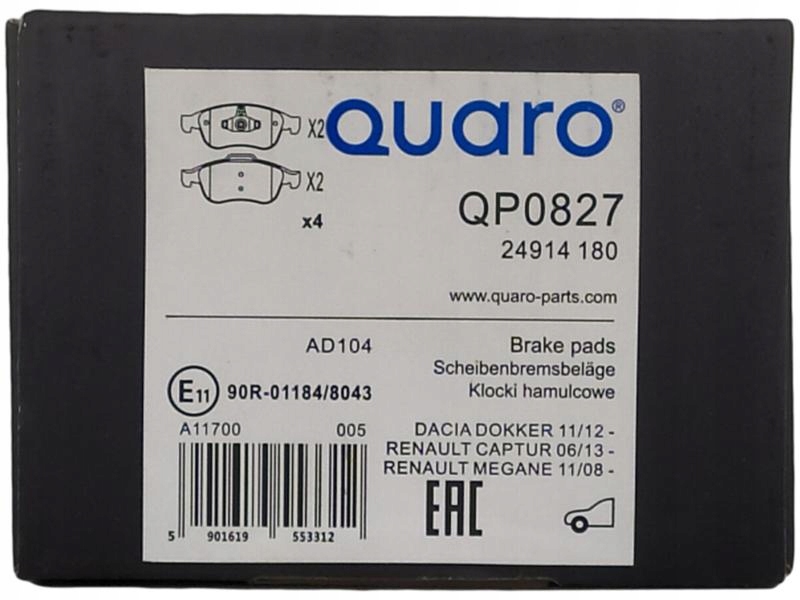 X2
QUARO®
X2
x4
QP0827
24914 180
www.quaro-parts.com
AD104
Brake pads
Scheibenbremsbeläge
Klocki hamulcowe
E11
90R-01184/8043
A11700 005
DACIA DOKKER 11/12 -
RENAULT CAPTUR 06/13 -
RENAULT MEGANE 11/08 -
EAC
5 901619 553312